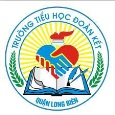 TRƯỜNG TIỂU HỌC ĐOÀN KẾT
QUẬN LONG BIÊN